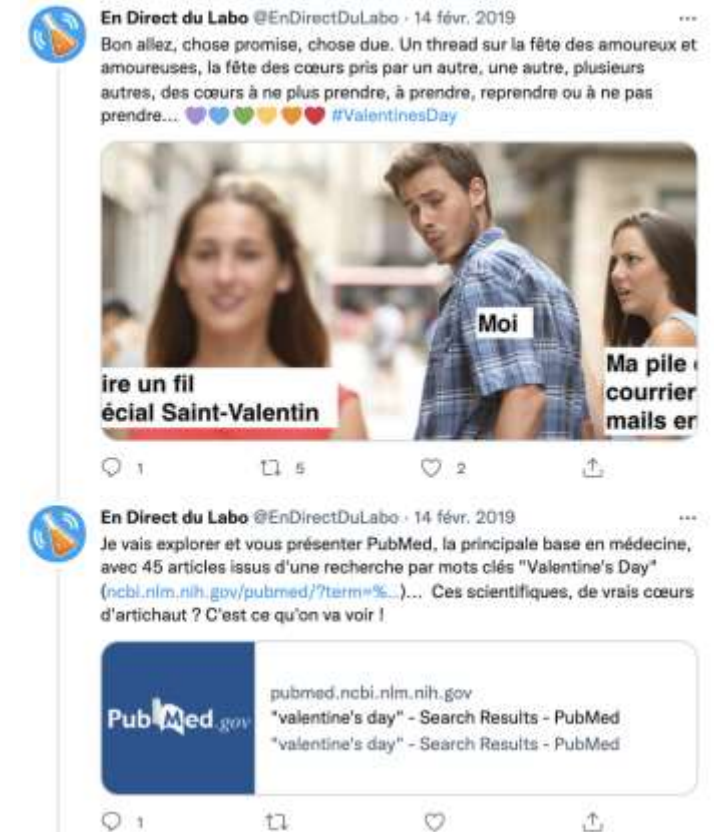 En Direct du Labo @EnDirectDuLabo · 14 févr. 2019
Bon allez, chose promise, chose due. Un thread sur la fête des amoureux et
amoureuses, la fête des cœurs pris par un autre, une autre, plusieurs
autres, des cœurs à ne plus prendre, à prendre, reprendre ou à ne pas
prendre... 💜💙💚💛🧡❤️ #ValentinesDay
Moi
ire un fil
écial Saint-Valentin
Ma pile
courrier
mails en
1 5 2
En Direct du Labo @EnDirectDuLabo · 14 févr. 2019
Je vais explorer et vous présenter PubMed, la principale base en médecine,
avec 45 articles issus d'une recherche par mots clés "Valentine's Day"
(ncbi.nlm.nih.gov/pubmed/?term=%...)... Ces scientifiques, de vrais cœurs
d'artichaut ? C'est ce qu'on va voir !
PubMed.gov
pubmed.ncbi.nlm.nih.gov
"valentine's day" - Search Results - PubMed
"valentine's day" - Search Results - PubMed
1